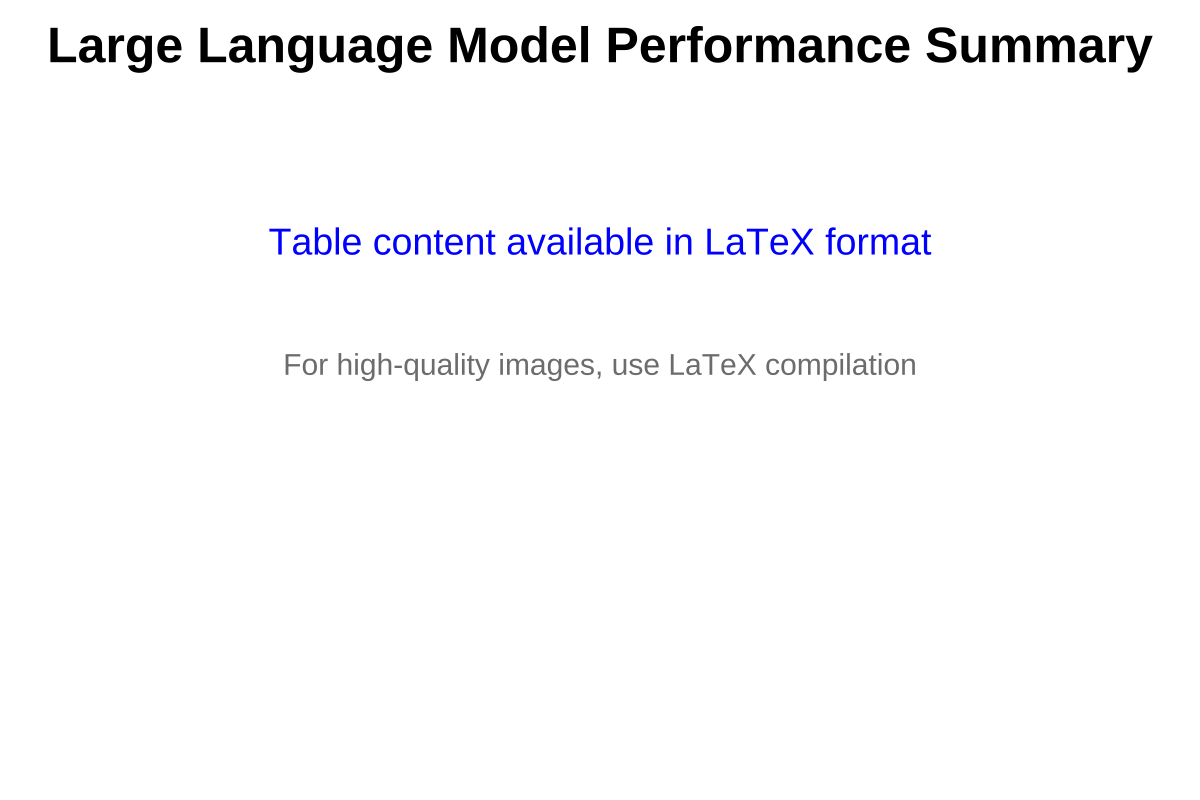 Large Language Model Performance Summary
Table content available in LaTeX format
For high-quality images, use LaTeX compilation